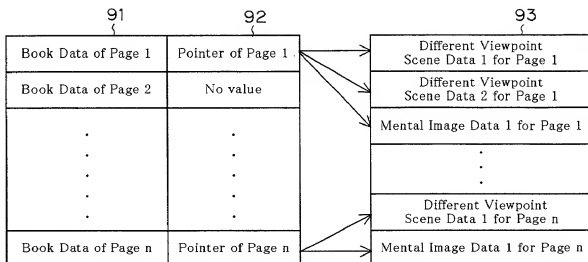 91
92
93
Book Data of Page 1
Pointer of Page 1
Different Viewpoint
Scene Data 1 for Page 1
Book Data of Page 2
No value
Different Viewpoint
Scene Data 2 for Page 1
Mental Image Data 1 for Page 1
Different Viewpoint
Scene Data 1 for Page n
Book Data of Page n
Pointer of Page n
Mental Image Data 1 for Page n